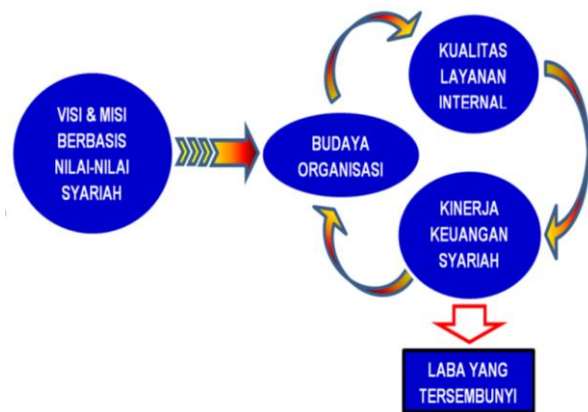 VISI & MISI
BERBASIS
NILAI-NILAI
SYARIAH
BUDAYA
ORGANISASI
KUALITAS
LAYANAN
INTERNAL
KINERJA
KEUANGAN
SYARIAH
LABA YANG
TERSEMBUNYI